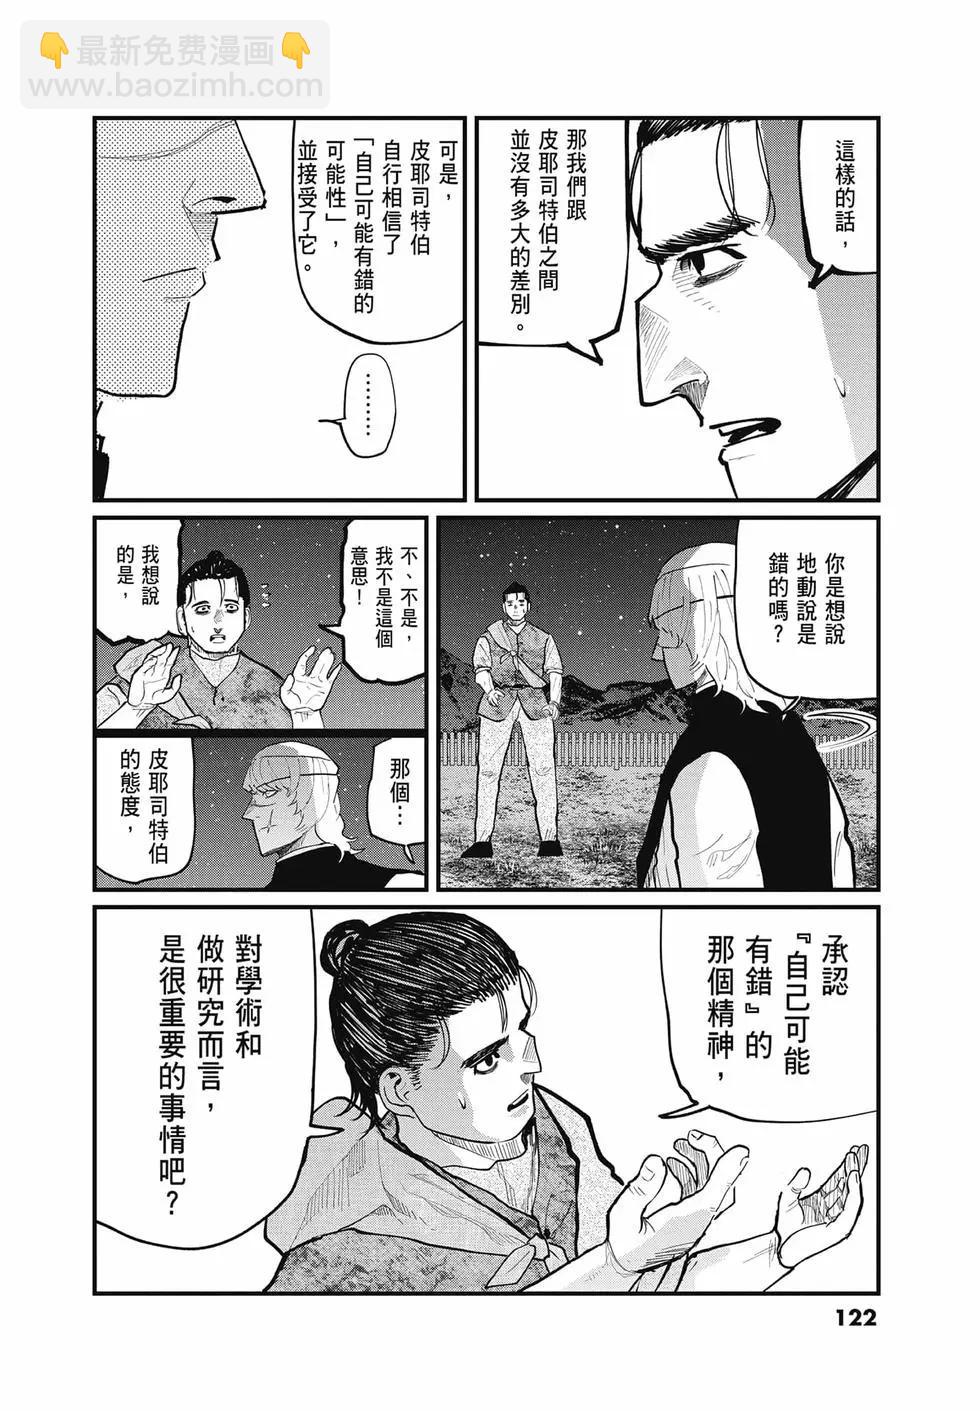 👇最新免費漫画👇
www.baozimh.com
這樣的話，
那我們跟
皮耶司特伯之間
並沒有多大的差別。
可是，
皮耶司特伯
自行相信了
「自己可能有錯的
可能性」，
並接受了它。
………
你是想說
地動說是
錯的嗎？
不、不是，
我不是這個
意思！
我想說
的是，
那個…
皮耶司特伯
的態度，
承認
『自己可能
有錯』的
那個精神，
對學術和
做研究而言，
是很重要的事情吧？
122